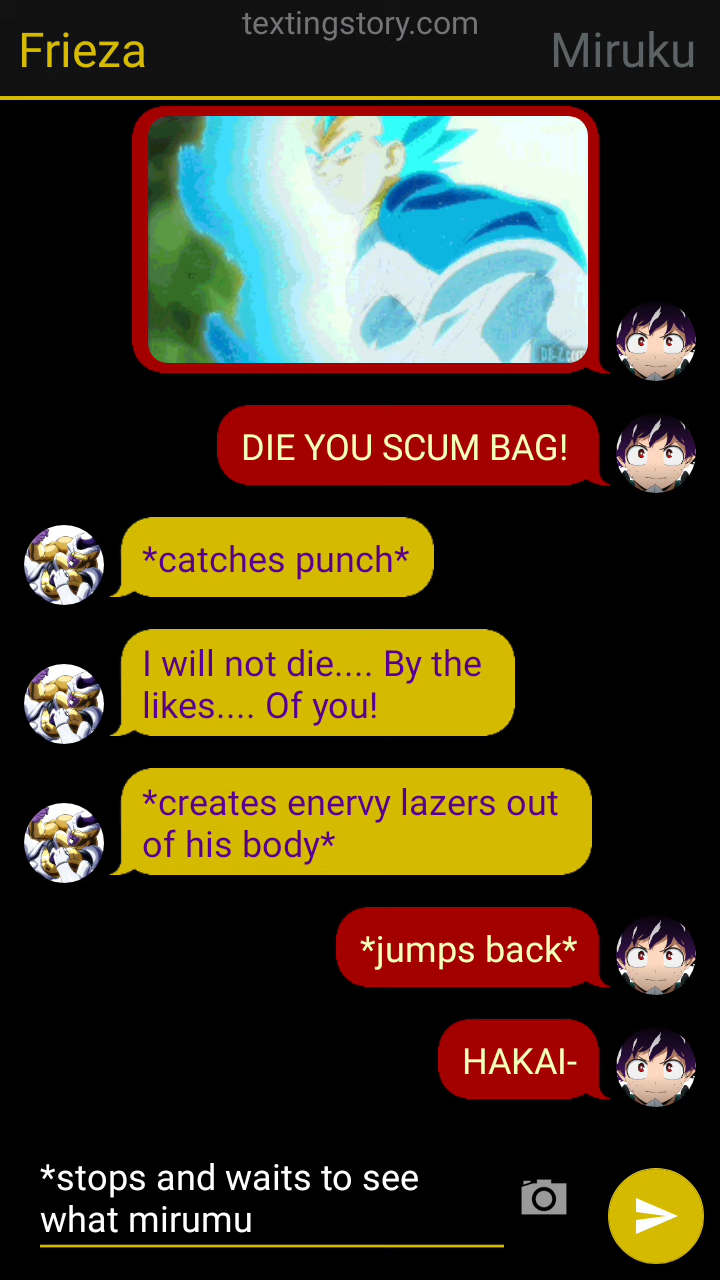 textingstory.com
Frieza
Miruku
DIE YOU SCUM BAG!
*catches punch*
I will not die.... By the
likes.... Of you!
*creates enervy lazers out
of his body*
*jumps back*
HAKAI-
*stops and waits to see
what mirumu